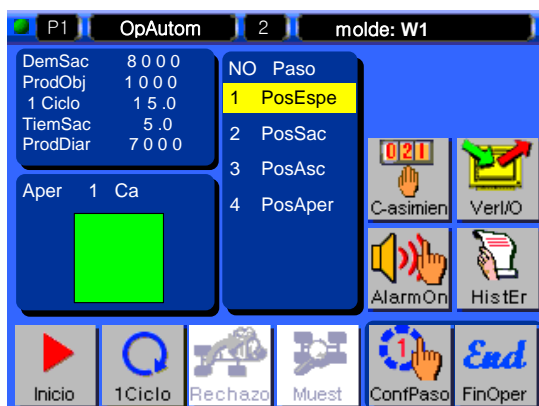 P1 OpAutom 2 molde: W1
DemSac 8000
ProdObj 1000
1 Ciclo 15.0
TiemSac 5.0
ProdDiar 7000
NO Paso
1 PosEspe
2 PosSac
3 PosAsc
4 PosAper
Aper 1 Ca
021
C-asimien VerI/O
AlarmOn HistEr
1
End
Inicio 1Ciclo Rechazo Muest ConfPaso FinOper